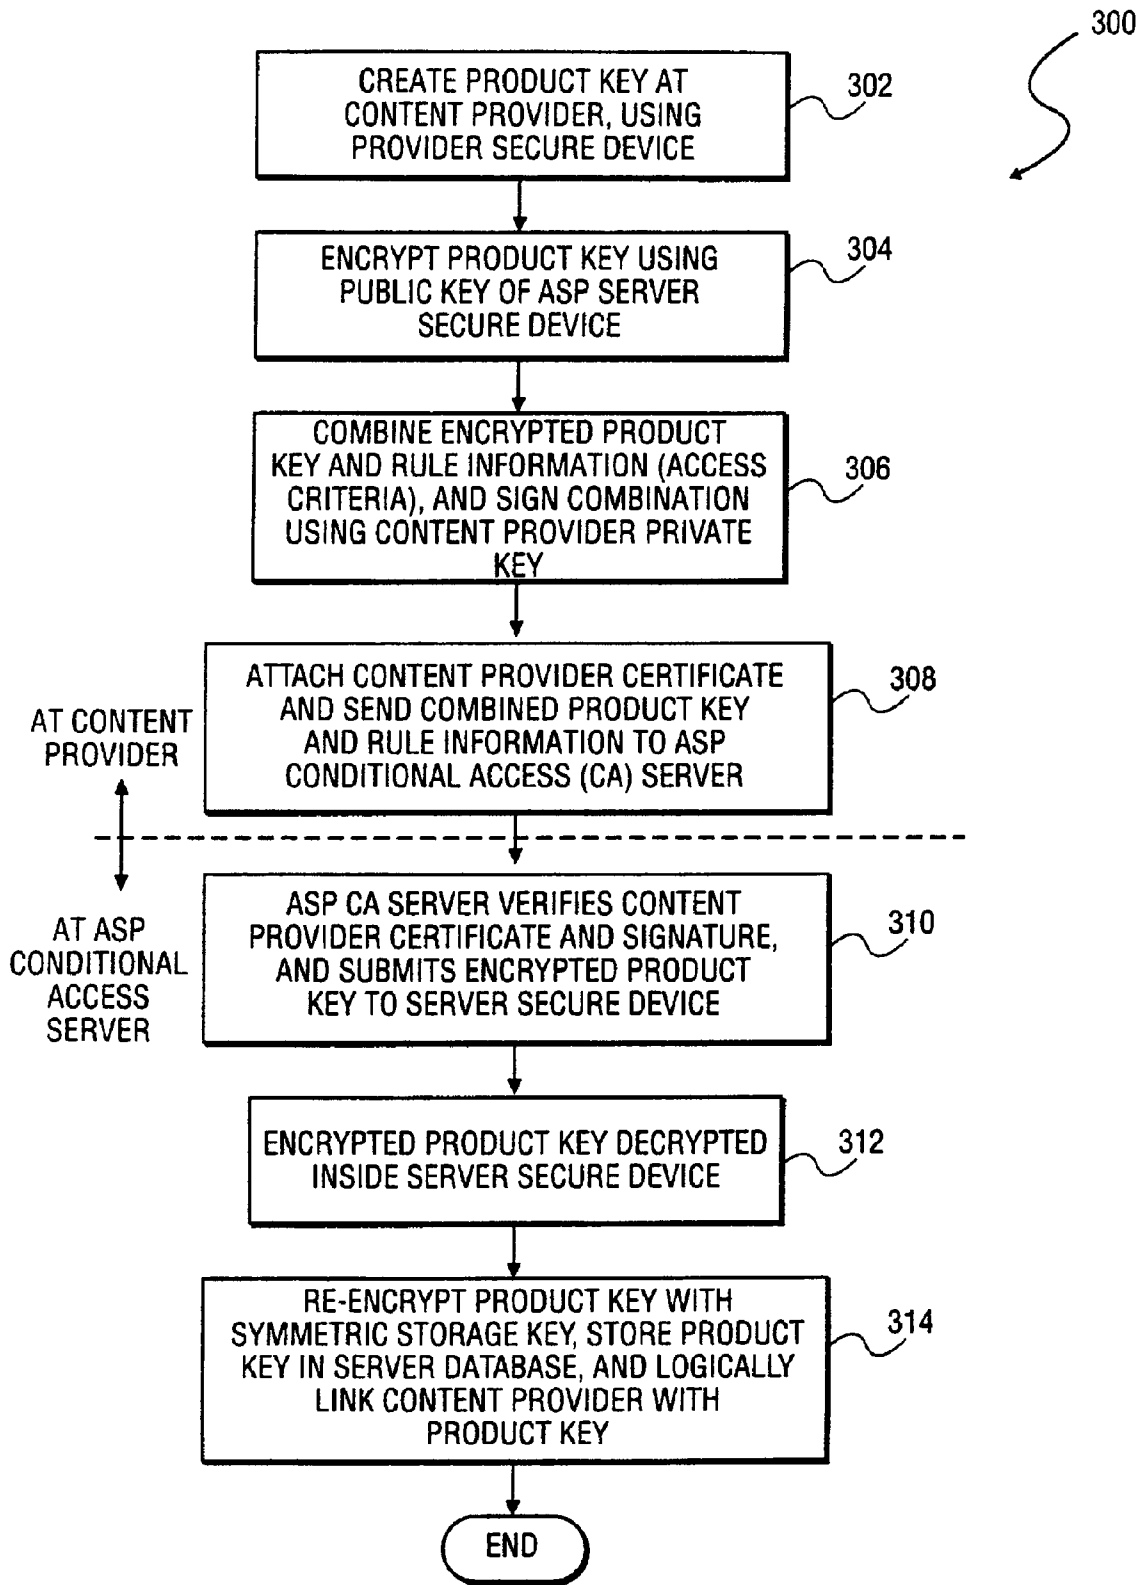 300
CREATE PRODUCT KEY AT
CONTENT PROVIDER, USING
PROVIDER SECURE DEVICE
302
ENCRYPT PRODUCT KEY USING
PUBLIC KEY OF ASP SERVER
SECURE DEVICE
304
COMBINE ENCRYPTED PRODUCT
KEY AND RULE INFORMATION (ACCESS
CRITERIA), AND SIGN COMBINATION
USING CONTENT PROVIDER PRIVATE
KEY
306
ATTACH CONTENT PROVIDER CERTIFICATE
AND SEND COMBINED PRODUCT KEY
AND RULE INFORMATION TO ASP
CONDITIONAL ACCESS (CA) SERVER
308
AT CONTENT
PROVIDER
AT ASP
CONDITIONAL
ACCESS
SERVER
ASP CA SERVER VERIFIES CONTENT
PROVIDER CERTIFICATE AND SIGNATURE,
AND SUBMITS ENCRYPTED PRODUCT
KEY TO SERVER SECURE DEVICE
310
ENCRYPTED PRODUCT KEY DECRYPTED
INSIDE SERVER SECURE DEVICE
312
RE-ENCRYPT PRODUCT KEY WITH
SYMMETRIC STORAGE KEY, STORE PRODUCT
KEY IN SERVER DATABASE, AND LOGICALLY
LINK CONTENT PROVIDER WITH
PRODUCT KEY
314
END